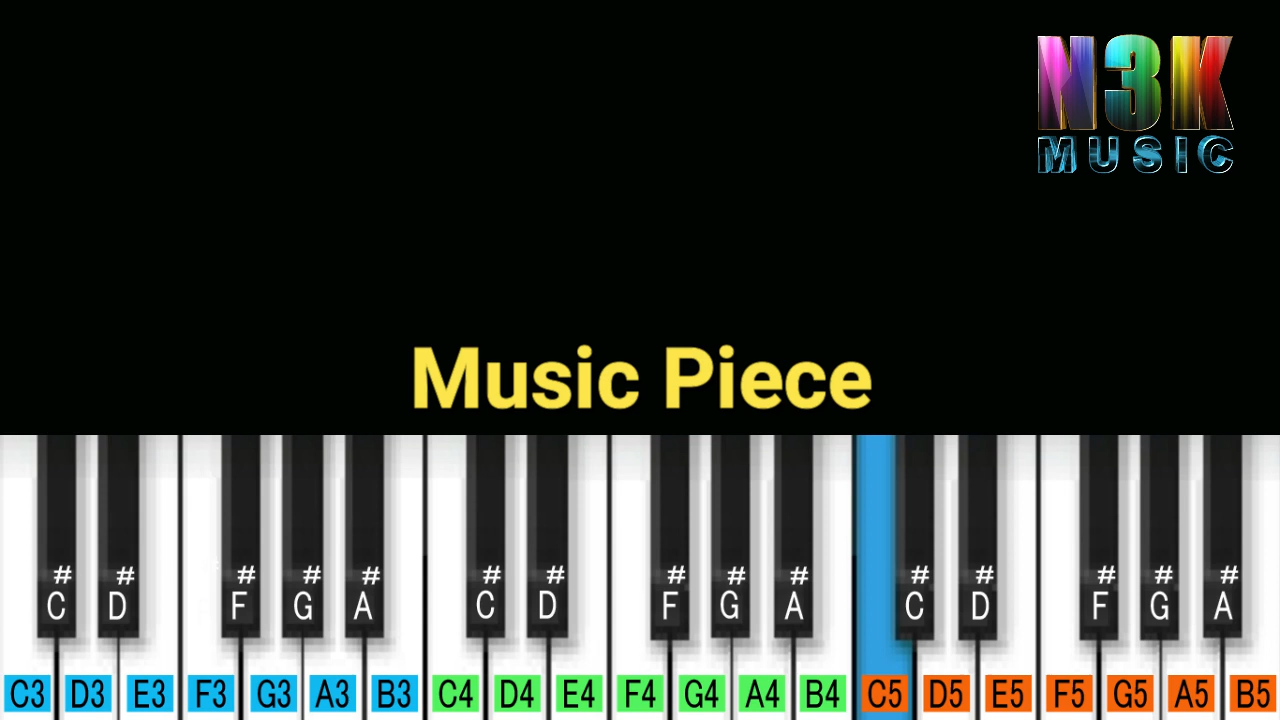 N3K
MUSIC
Music Piece
# # # # # # # # # # # # # # #
C D F G A C D F G A C D F G A
C3 D3 E3 F3 G3 A3 B3 C4 D4 E4 F4 G4 A4 B4 C5 D5 E5 F5 G5 A5 B5